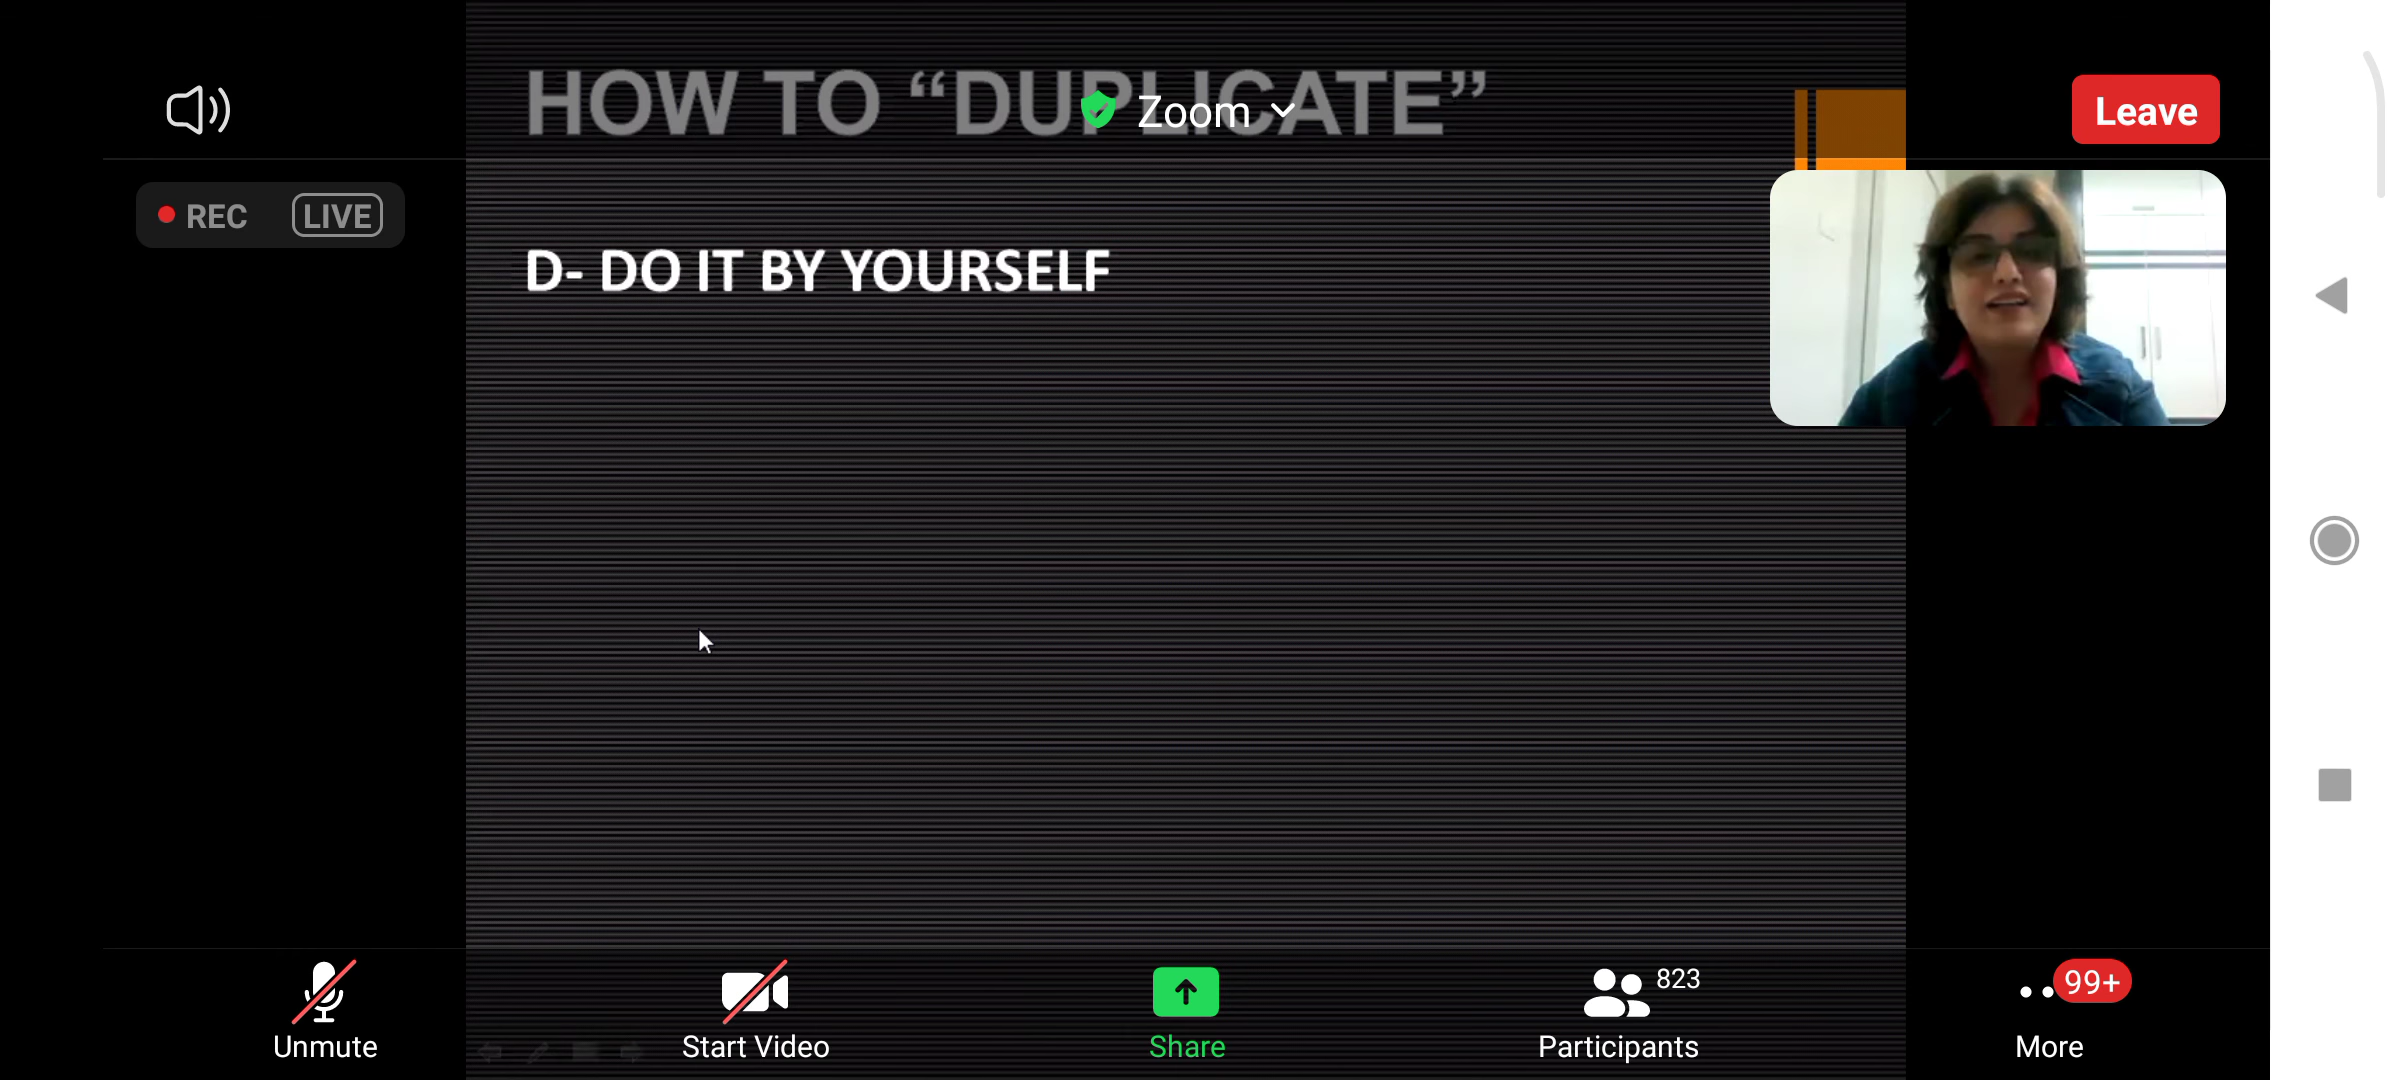 HOW TO “DUPLICATE”
Zoom
Leave
REC LIVE
D- DO IT BY YOURSELF
823
99+
Unmute
Start Video
Share
Participants
More